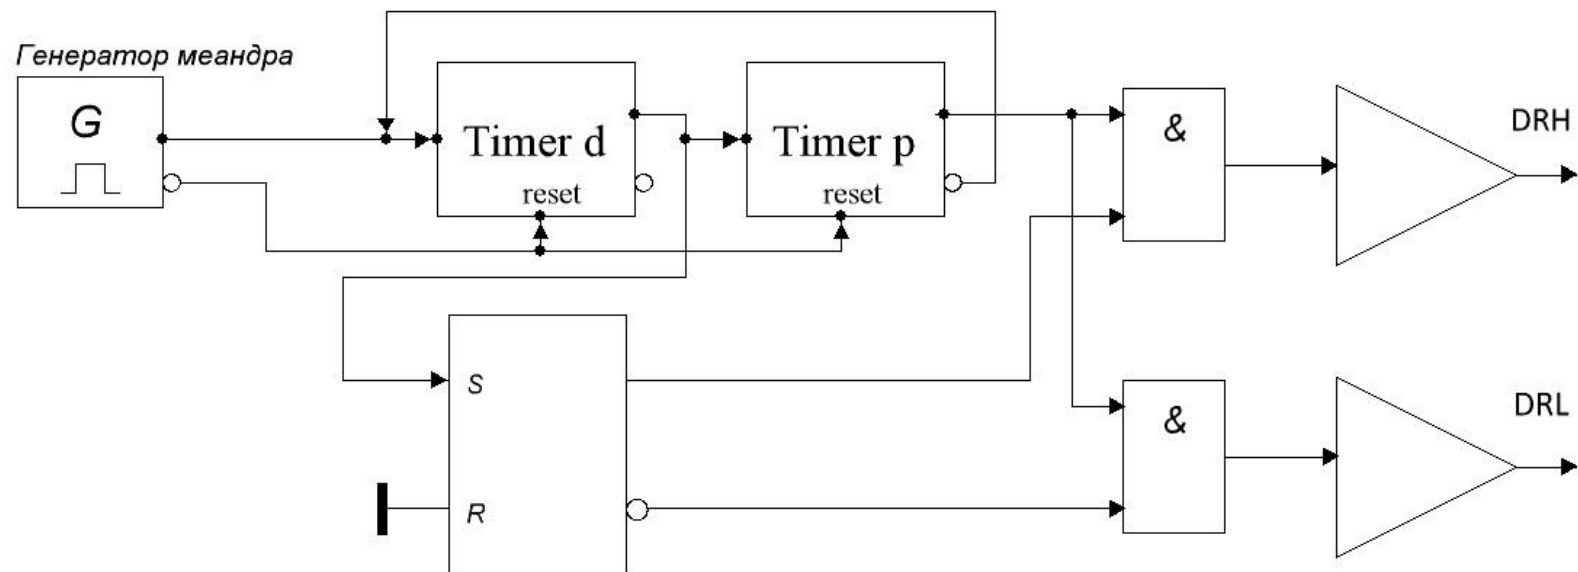 Генератор меандра
G
Timer d
reset
Timer p
reset
&
DRH
S
R
&
DRL